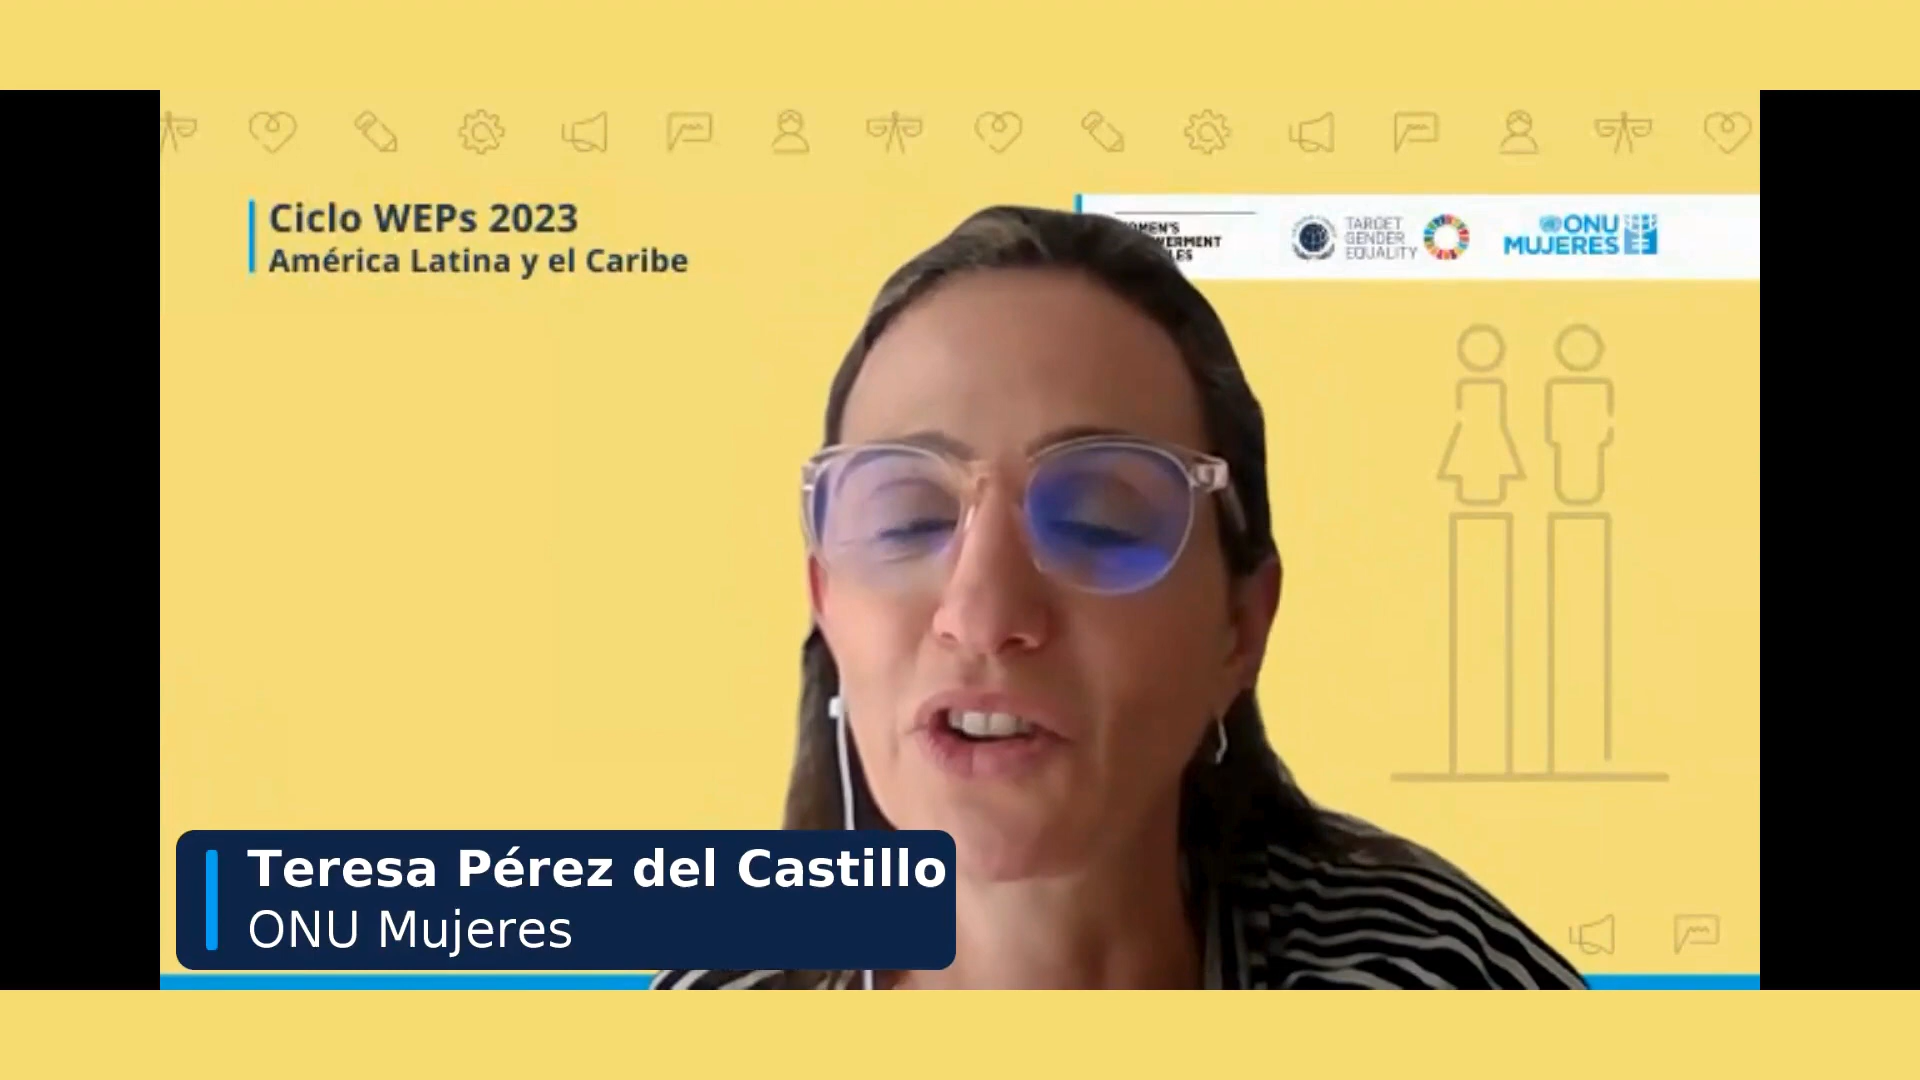 Ciclo WEPs 2023
América Latina y el Caribe
TARGET
GENDER
EQUALITY
ONU
MUJERES
Teresa Pérez del Castillo
ONU Mujeres